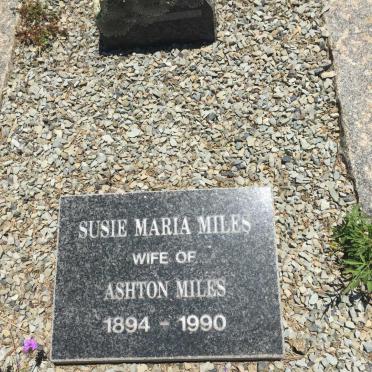 SUSIE MARIA MILES
WIFE OF
ASHTON MILES
1894 - 1990